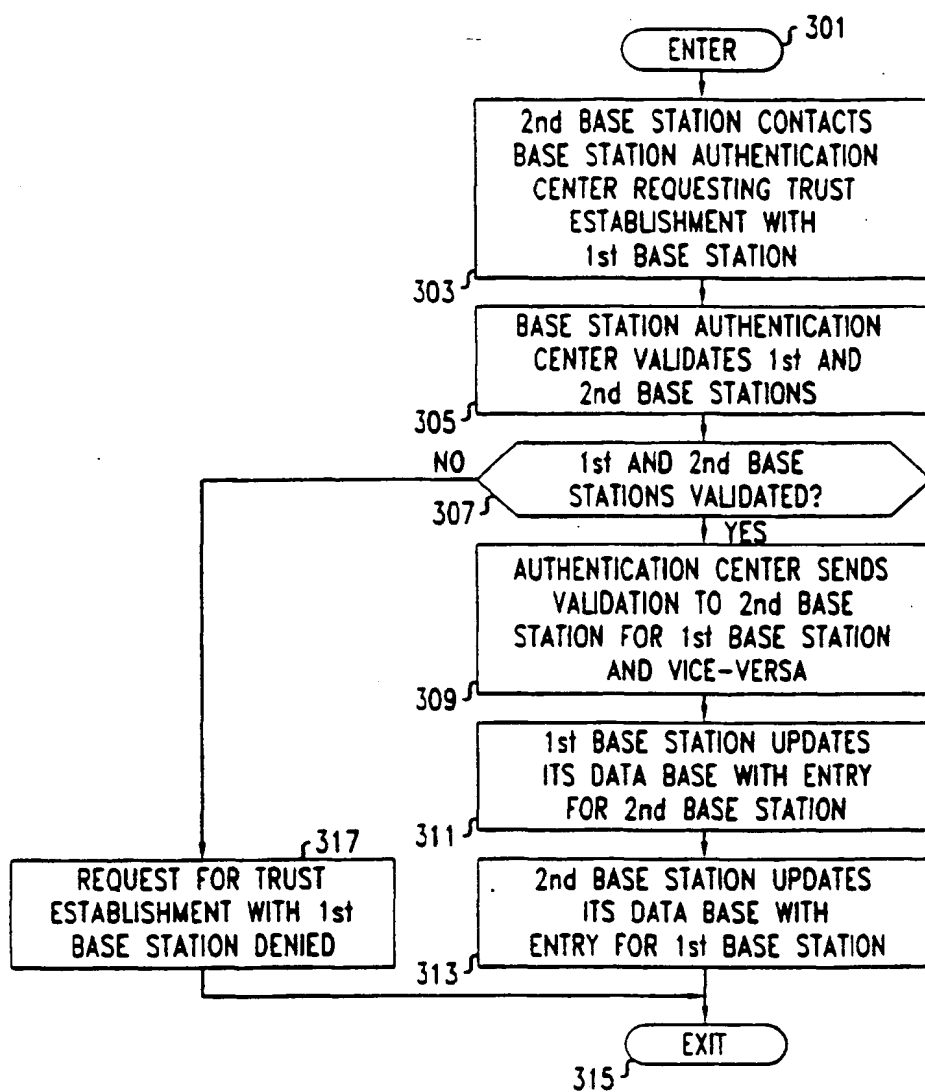 301
ENTER
2nd BASE STATION CONTACTS
BASE STATION AUTHENTICATION
CENTER REQUESTING TRUST
ESTABLISHMENT WITH
1st BASE STATION
303
BASE STATION AUTHENTICATION
CENTER VALIDATES 1st AND
2nd BASE STATIONS
305
NO
1st AND 2nd BASE
STATIONS VALIDATED?
307
YES
AUTHENTICATION CENTER SENDS
VALIDATION TO 2nd BASE
STATION FOR 1st BASE STATION
AND VICE-VERSA
309
1st BASE STATION UPDATES
ITS DATA BASE WITH ENTRY
FOR 2nd BASE STATION
311
317
REQUEST FOR TRUST
ESTABLISHMENT WITH 1st
BASE STATION DENIED
2nd BASE STATION UPDATES
ITS DATA BASE WITH
ENTRY FOR 1st BASE STATION
313
EXIT
315